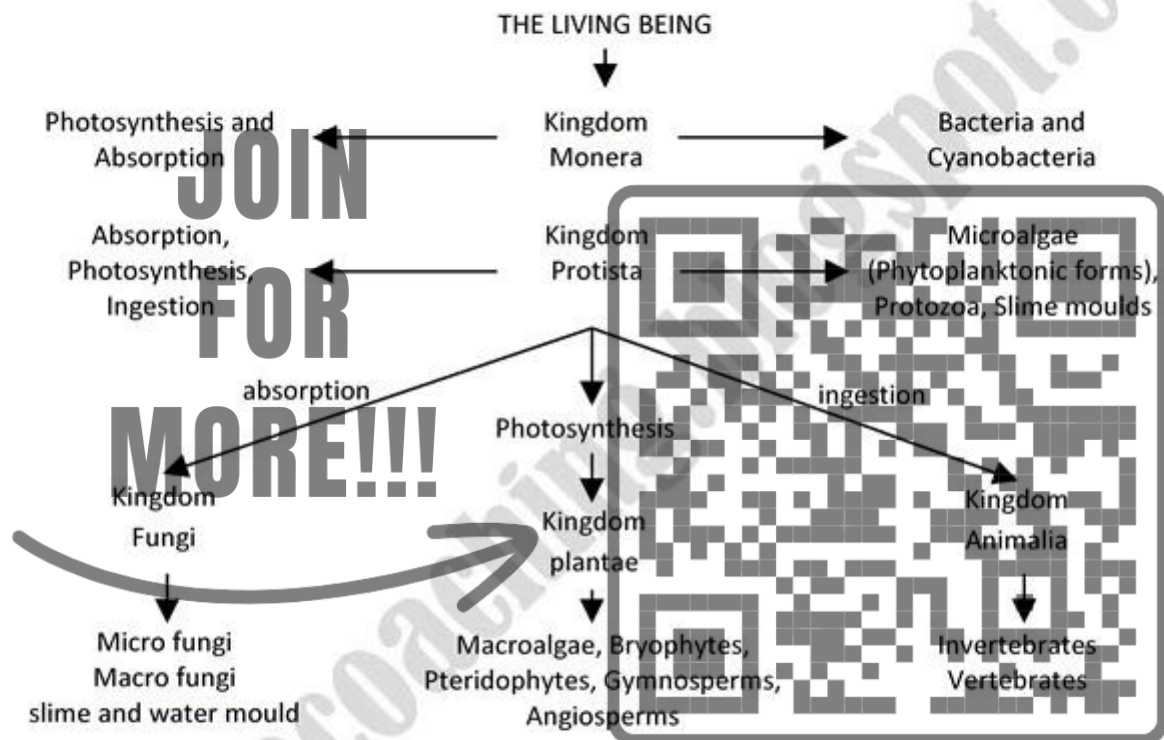 THE LIVING BEING
Photosynthesis and
Absorption
Kingdom
Monera
Bacteria and
Cyanobacteria
JOIN
FOR
MORE!!!
Absorption,
Photosynthesis,
Ingestion
Kingdom
Protista
Microalgae
(Phytoplanktonic forms),
Protozoa, Slime moulds
absorption
Photosynthesis
ingestion
Kingdom
Fungi
Kingdom
plantae
Kingdom
Animalia
Micro fungi
Macro fungi
slime and water mould
Macroalgae, Bryophytes,
Pteridophytes, Gymnosperms,
Angiosperms
Invertebrates
Vertebrates
coaching.blogspot.c